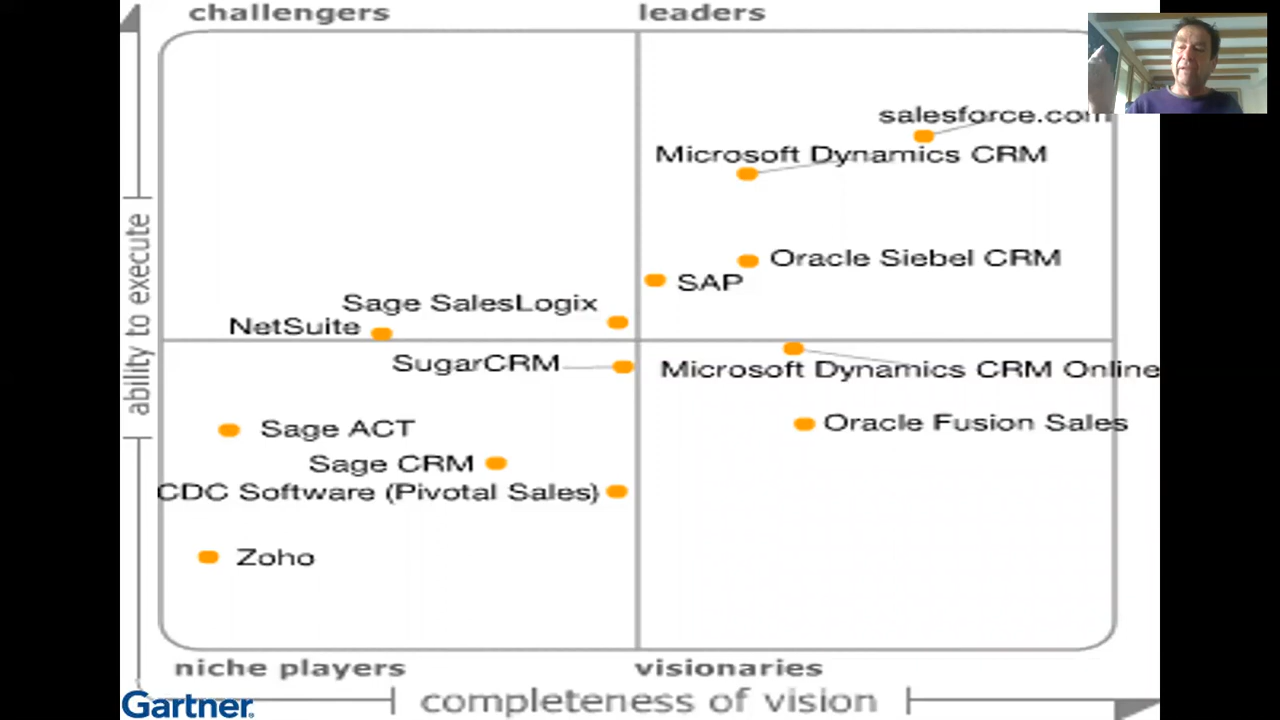 challengers
leaders
salesforce.com
Microsoft Dynamics CRM
Oracle Siebel CRM
SAP
Sage SalesLogix
NetSuite
SugarCRM
Microsoft Dynamics CRM Online
Oracle Fusion Sales
Sage ACT
Sage CRM
CDC Software (Pivotal Sales)
Zoho
ability to execute
niche players
visionaries
completeness of vision
Gartner.